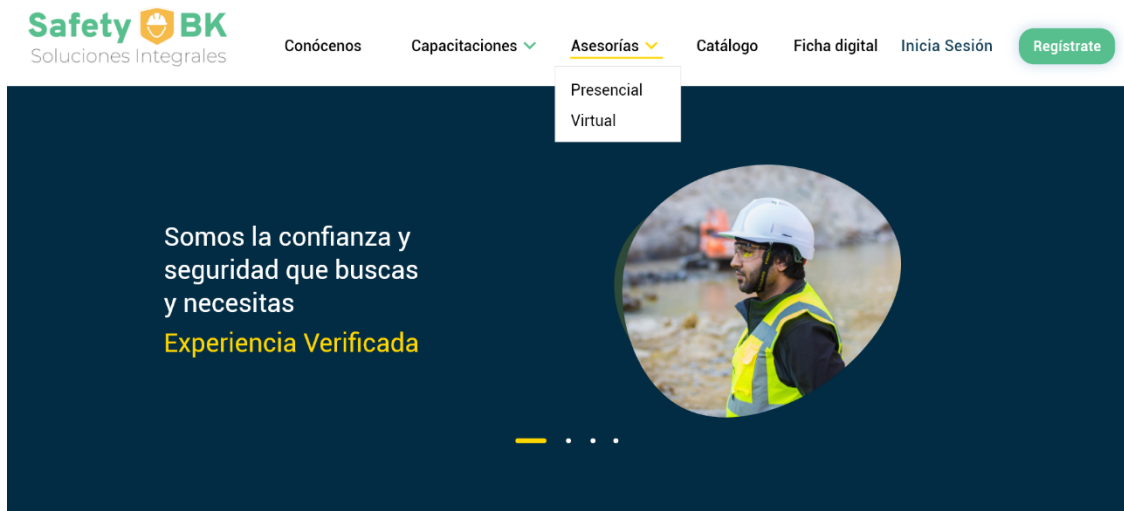 Safety BK
Soluciones Integrales
Conócenos
Capacitaciones
Asesorías
Catálogo
Ficha digital
Inicia Sesión
Regístrate
Presencial
Virtual
Somos la confianza y
seguridad que buscas
y necesitas
Experiencia Verificada